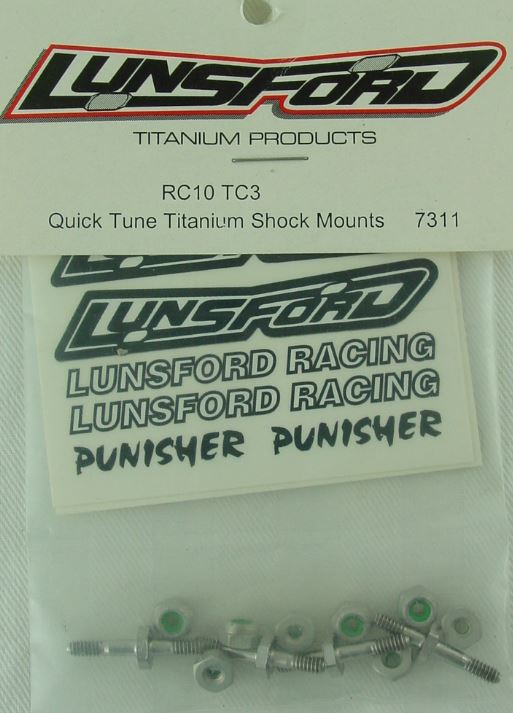 LUNSFORD
TITANIUM PRODUCTS
RC10 TC3
Quick Tune Titanium Shock Mounts 7311
LUNSFORD
LUNSFORD RACING
LUNSFORD RACING
PUNISHER PUNISHER